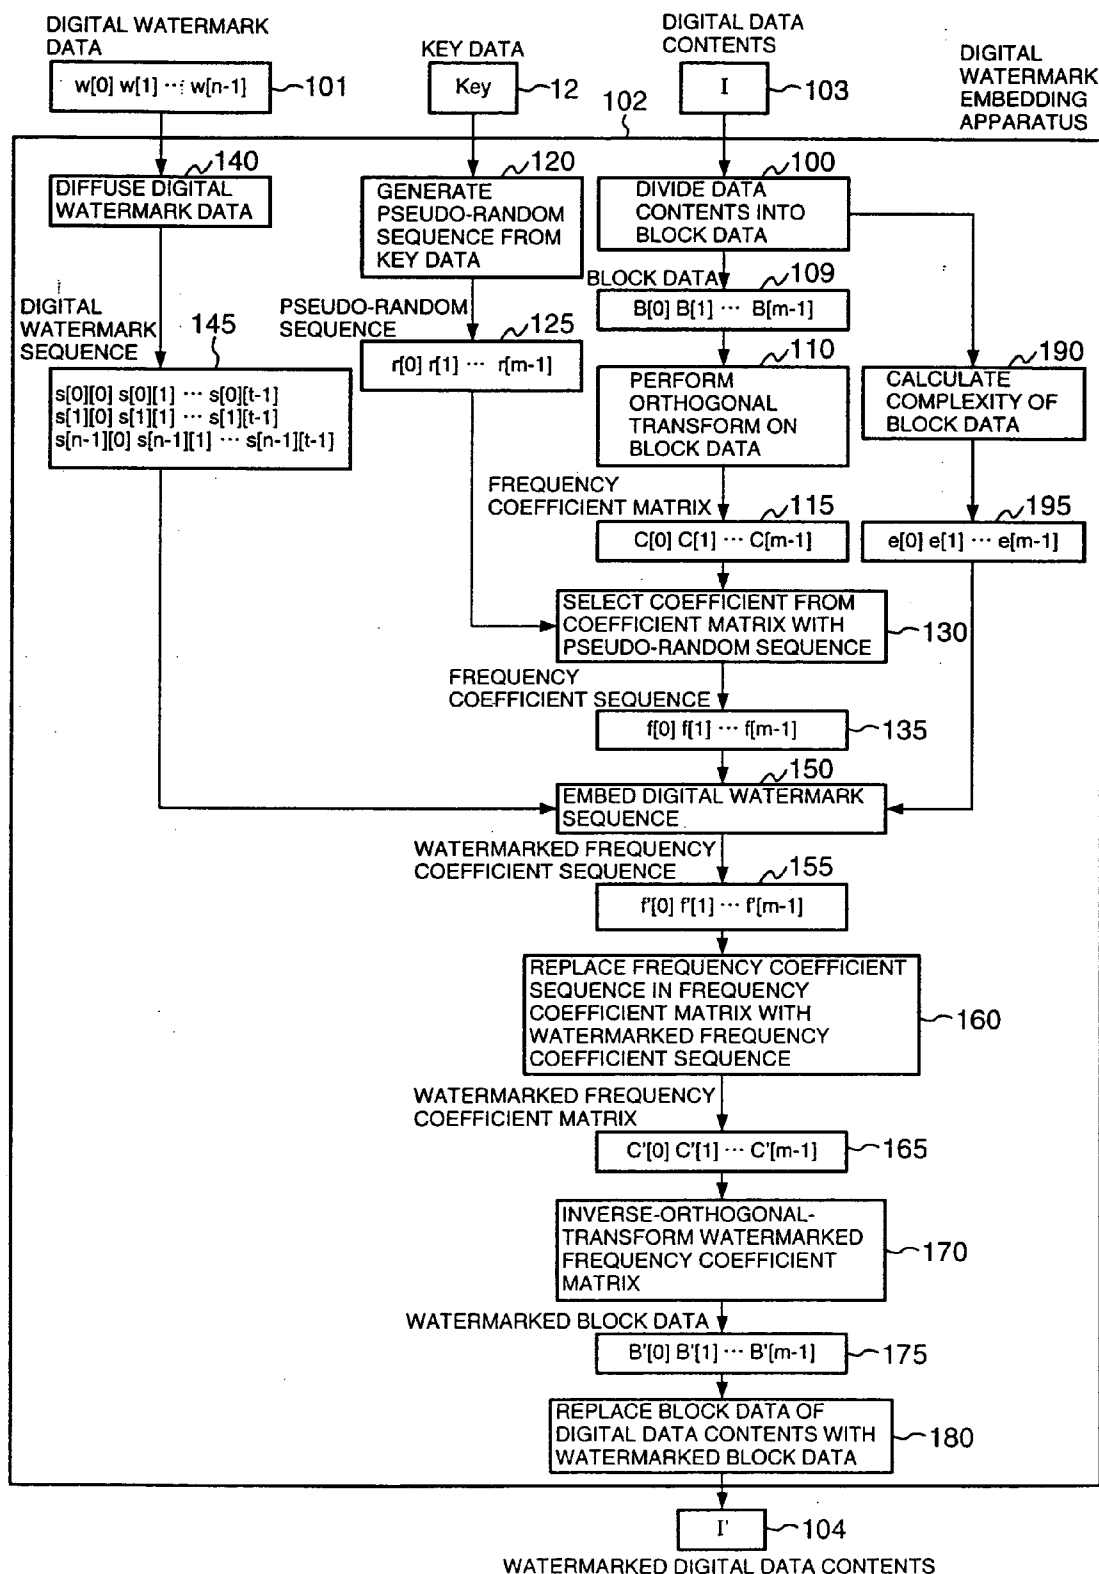 DIGITAL WATERMARK
DATA
w[0] w[1] ··· w[n-1]
101
KEY DATA
Key
12
DIGITAL DATA
CONTENTS
I
103
DIGITAL
WATERMARK
EMBEDDING
APPARATUS
102
140
DIFFUSE DIGITAL
WATERMARK DATA
120
GENERATE
PSEUDO-RANDOM
SEQUENCE FROM
KEY DATA
100
DIVIDE DATA
CONTENTS INTO
BLOCK DATA
BLOCK DATA
109
B[0] B[1] ··· B[m-1]
DIGITAL
WATERMARK
SEQUENCE
145
s[0][0] s[0][1] ··· s[0][t-1]
s[1][0] s[1][1] ··· s[1][t-1]
s[n-1][0] s[n-1][1] ··· s[n-1][t-1]
PSEUDO-RANDOM
SEQUENCE
125
r[0] r[1] ··· r[m-1]
110
PERFORM
ORTHOGONAL
TRANSFORM ON
BLOCK DATA
190
CALCULATE
COMPLEXITY OF
BLOCK DATA
FREQUENCY
COEFFICIENT MATRIX
115
C[0] C[1] ··· C[m-1]
195
e[0] e[1] ··· e[m-1]
SELECT COEFFICIENT FROM
COEFFICIENT MATRIX WITH
PSEUDO-RANDOM SEQUENCE
130
FREQUENCY
COEFFICIENT SEQUENCE
f[0] f[1] ··· f[m-1]
135
150
EMBED DIGITAL WATERMARK
SEQUENCE
WATERMARKED FREQUENCY
COEFFICIENT SEQUENCE
155
f'[0] f'[1] ··· f'[m-1]
REPLACE FREQUENCY COEFFICIENT
SEQUENCE IN FREQUENCY
COEFFICIENT MATRIX WITH
WATERMARKED FREQUENCY
COEFFICIENT SEQUENCE
160
WATERMARKED FREQUENCY
COEFFICIENT MATRIX
C'[0] C'[1] ··· C'[m-1]
165
INVERSE-ORTHOGONAL-
TRANSFORM WATERMARKED
FREQUENCY COEFFICIENT
MATRIX
170
WATERMARKED BLOCK DATA
B'[0] B'[1] ··· B'[m-1]
175
REPLACE BLOCK DATA OF
DIGITAL DATA CONTENTS WITH
WATERMARKED BLOCK DATA
180
I'
104
WATERMARKED DIGITAL DATA CONTENTS